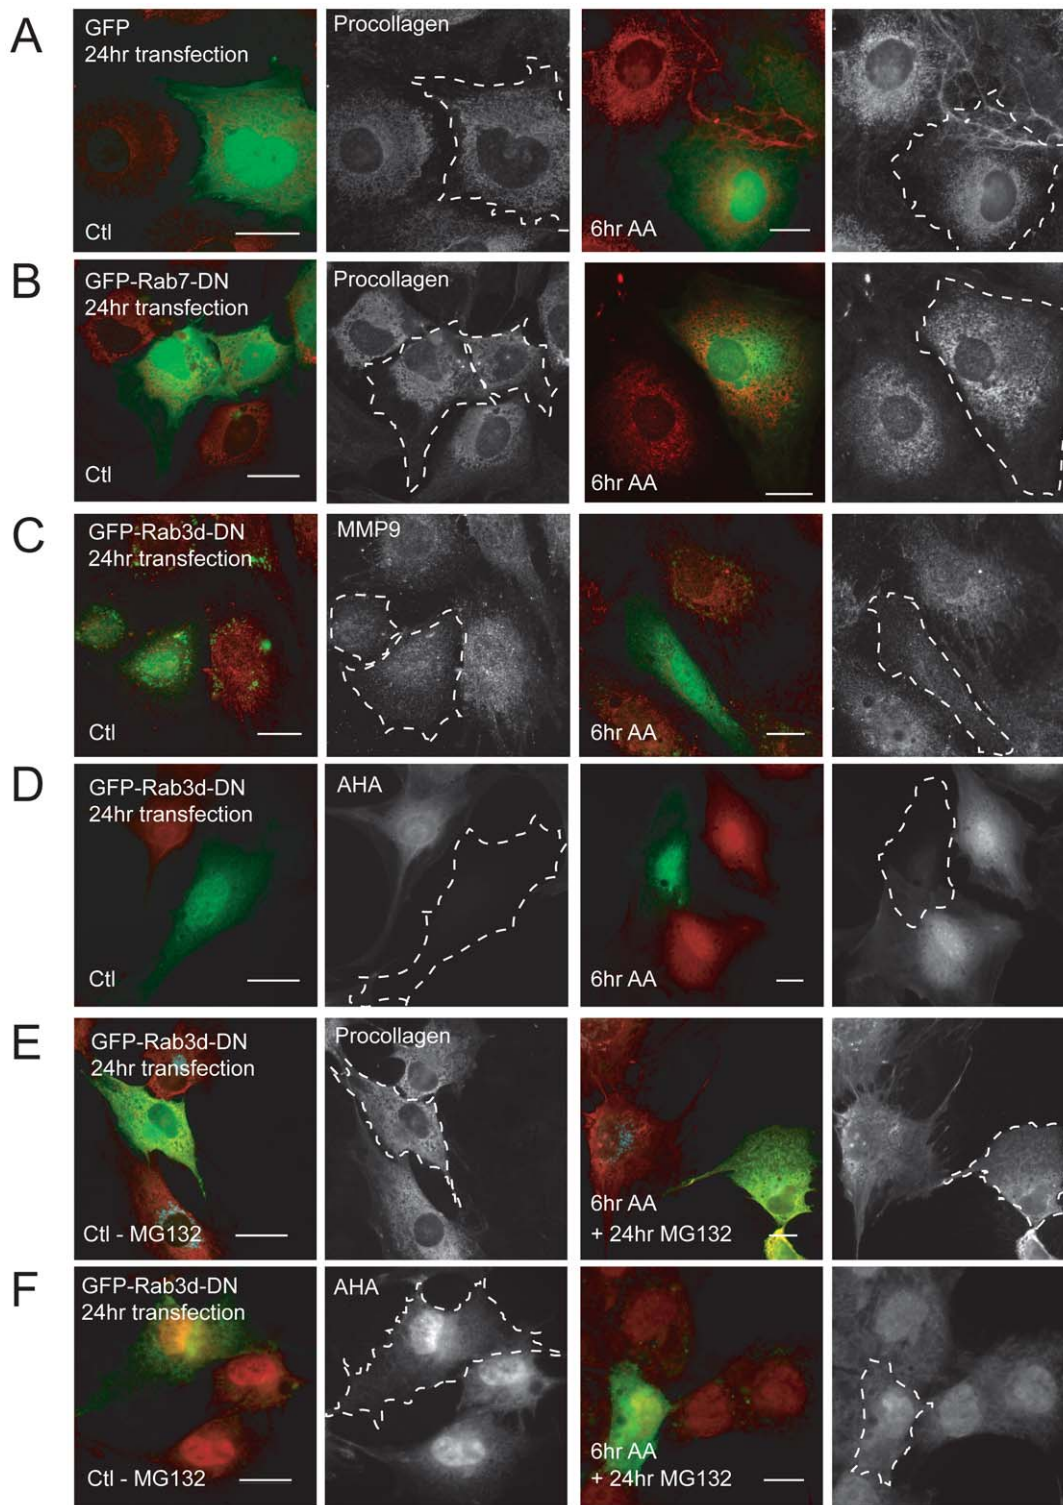 A
GFP
24hr transfection
Procollagen
Ctl
6hr AA
B
GFP-Rab7-DN
24hr transfection
Procollagen
Ctl
6hr AA
C
GFP-Rab3d-DN
24hr transfection
MMP9
Ctl
6hr AA
D
GFP-Rab3d-DN
24hr transfection
AHA
Ctl
6hr AA
E
GFP-Rab3d-DN
24hr transfection
Procollagen
Ctl - MG132
6hr AA
+ 24hr MG132
F
GFP-Rab3d-DN
24hr transfection
AHA
Ctl - MG132
6hr AA
+ 24hr MG132